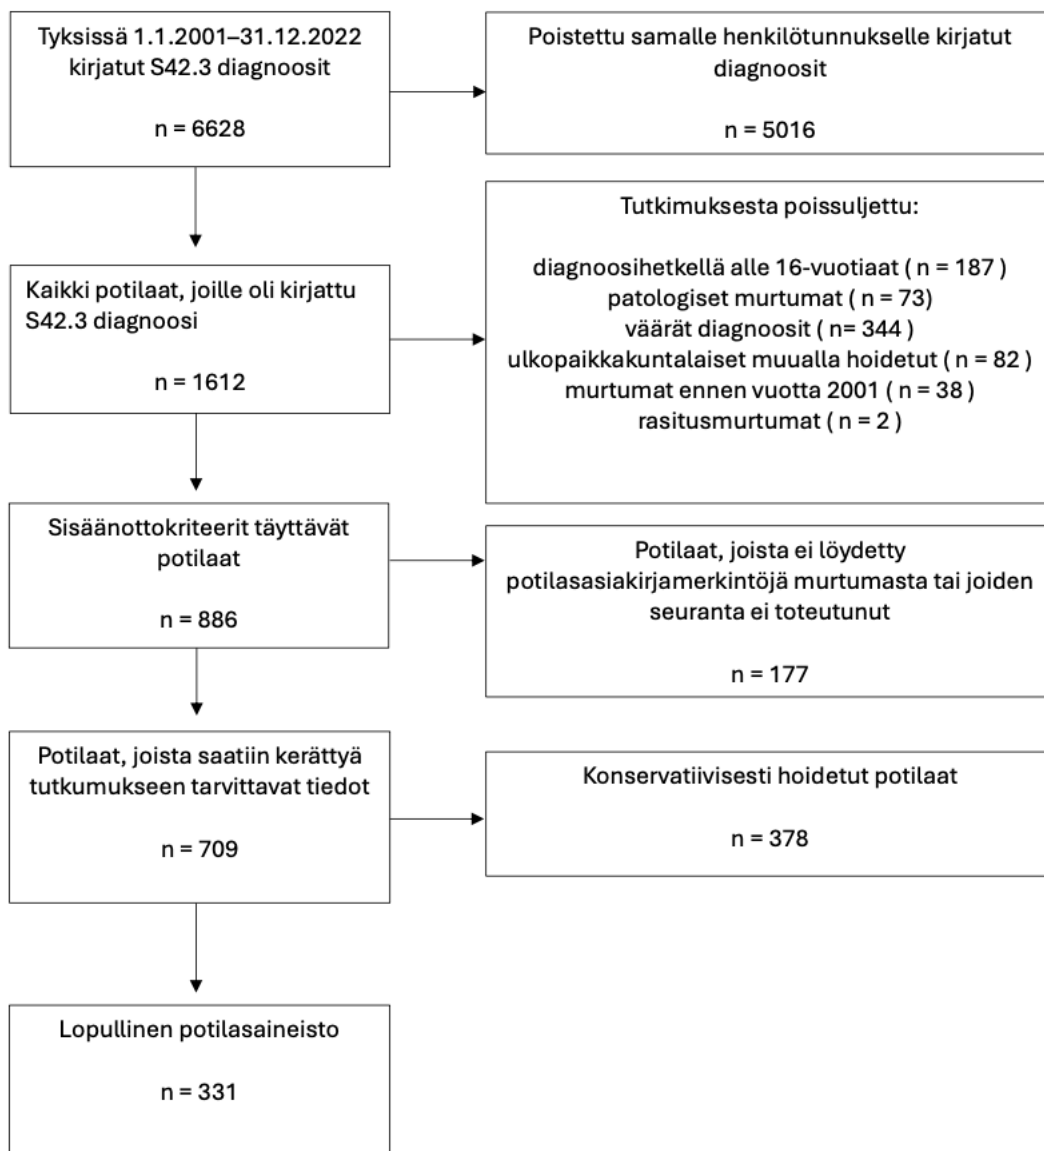 Tyksissä 1.1.2001–31.12.2022
kirjatut S42.3 diagnoosit
n = 6628
Poistettu samalle henkilötunnukselle kirjatut
diagnoosit
n = 5016
Kaikki potilaat, joille oli kirjattu
S42.3 diagnoosi
n = 1612
Tutkimuksesta poissuljettu:
diagnoosihetkellä alle 16-vuotiaat ( n = 187 )
patologiset murtumat ( n = 73)
väärät diagnoosit ( n= 344 )
ulkopaikkakuntalaiset muualla hoidetut ( n = 82 )
murtumat ennen vuotta 2001 ( n = 38 )
rasitusmurtumat ( n = 2 )
Sisäänottokriteerit täyttävät
potilaat
n = 886
Potilaat, joista ei löydetty
potilasasiakirjamerkintöjä murtumasta tai joiden
seuranta ei toteutunut
n = 177
Potilaat, joista saatiin kerättyä
tutkumukseen tarvittavat tiedot
n = 709
Konservatiivisesti hoidetut potilaat
n = 378
Lopullinen potilasaineisto
n = 331